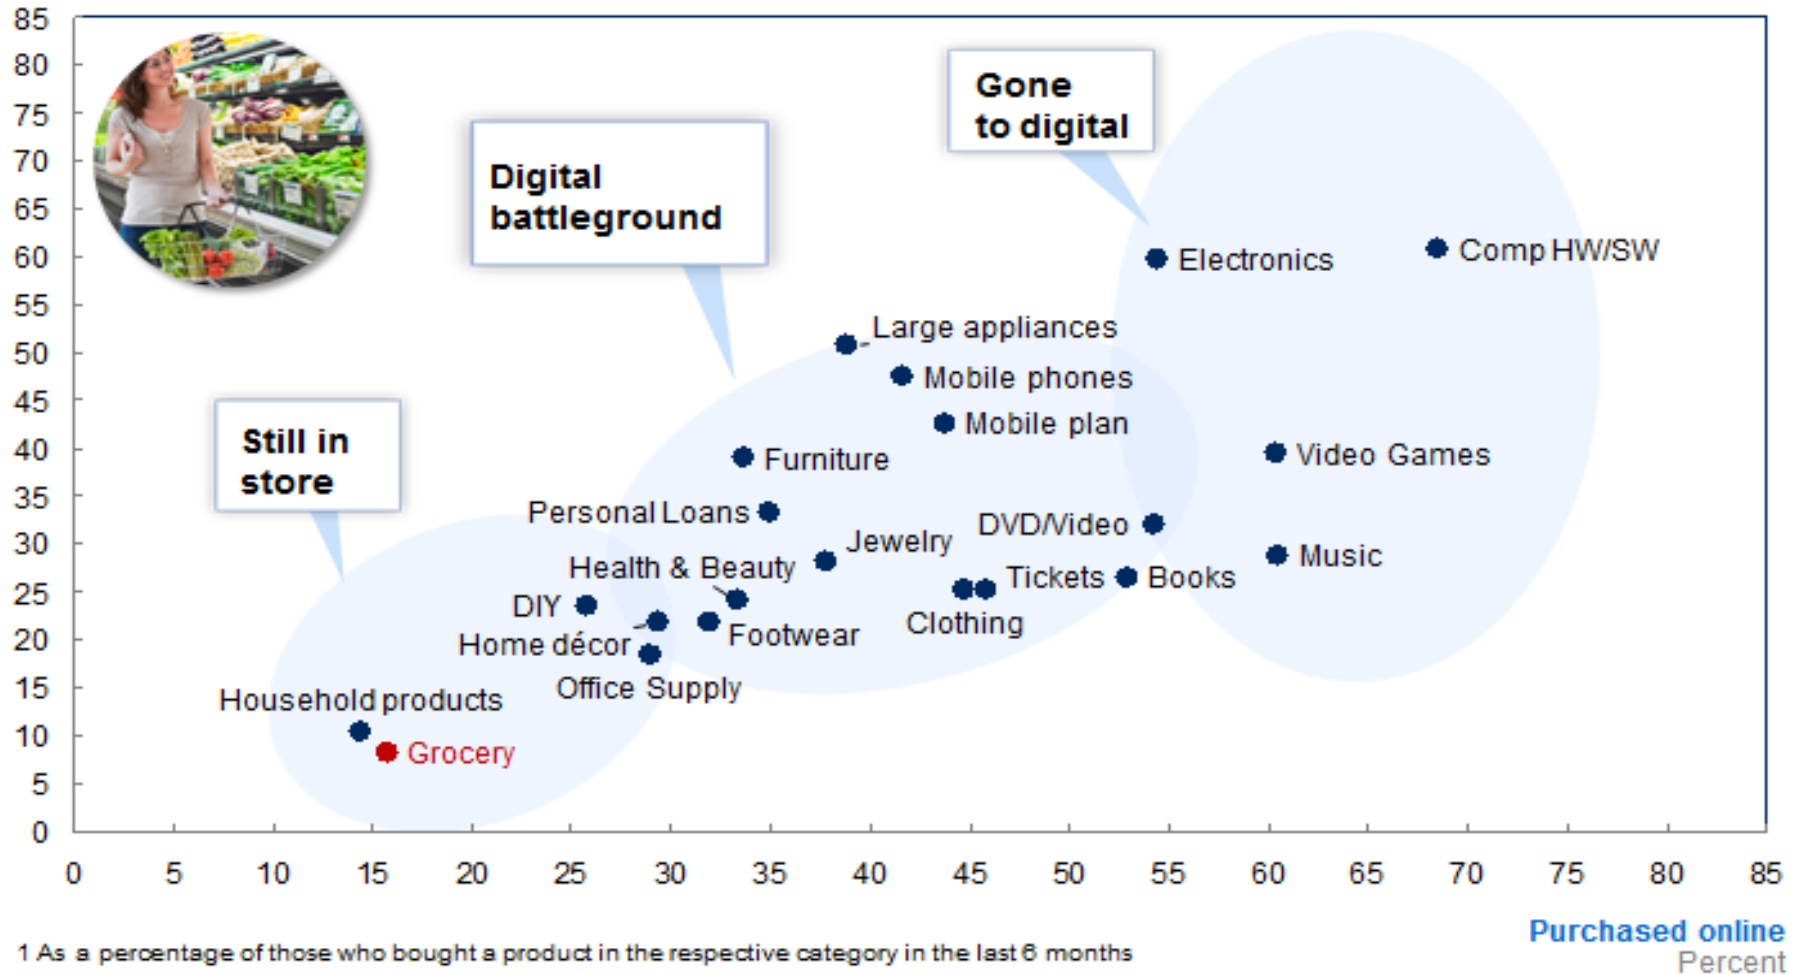 85
80
75
70
65
60
55
50
45
40
35
30
25
20
15
10
5
0
Gone
to digital
Digital
battleground
Still in
store
Electronics
Comp HW/SW
Large appliances
Mobile phones
Mobile plan
Furniture
Video Games
Personal Loans
DVD/Video
Jewelry
Music
Health & Beauty
Tickets
Books
DIY
Clothing
Home décor
Footwear
Office Supply
Household products
Grocery
0 5 10 15 20 25 30 35 40 45 50 55 60 65 70 75 80 85
Purchased online
Percent
1 As a percentage of those who bought a product in the respective category in the last 6 months